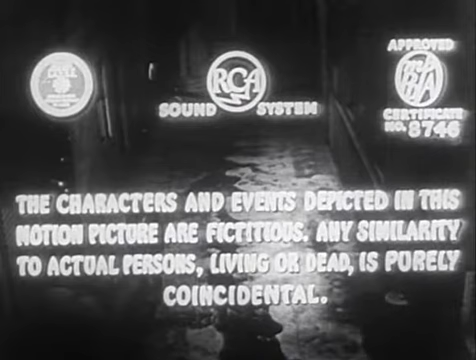 APPROVED
RCA
SOUND SYSTEM
MPPDA
CERTIFICATE
NO. 8746
THE CHARACTERS AND EVENTS DEPICTED IN THIS
MOTION PICTURE ARE FICTITIOUS. ANY SIMILARITY
TO ACTUAL PERSONS, LIVING OR DEAD, IS PURELY
COINCIDENTAL.